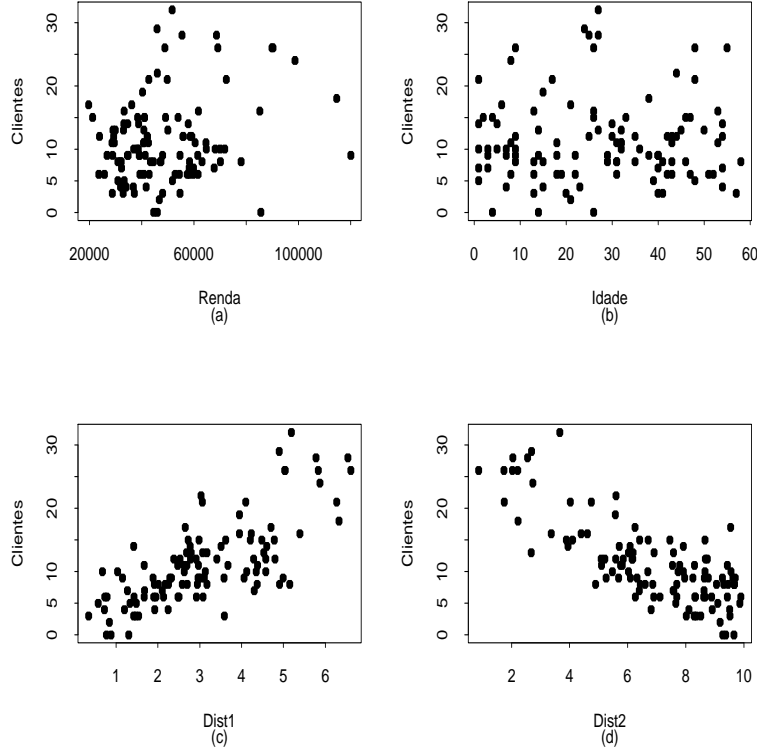 Clientes
0 5 10 20 30
20000 60000 100000
Renda
(a)
Clientes
0 5 10 20 30
0 10 20 30 40 50 60
Idade
(b)
Clientes
0 5 10 20 30
1 2 3 4 5 6
Dist1
(c)
Clientes
0 5 10 20 30
2 4 6 8 10
Dist2
(d)